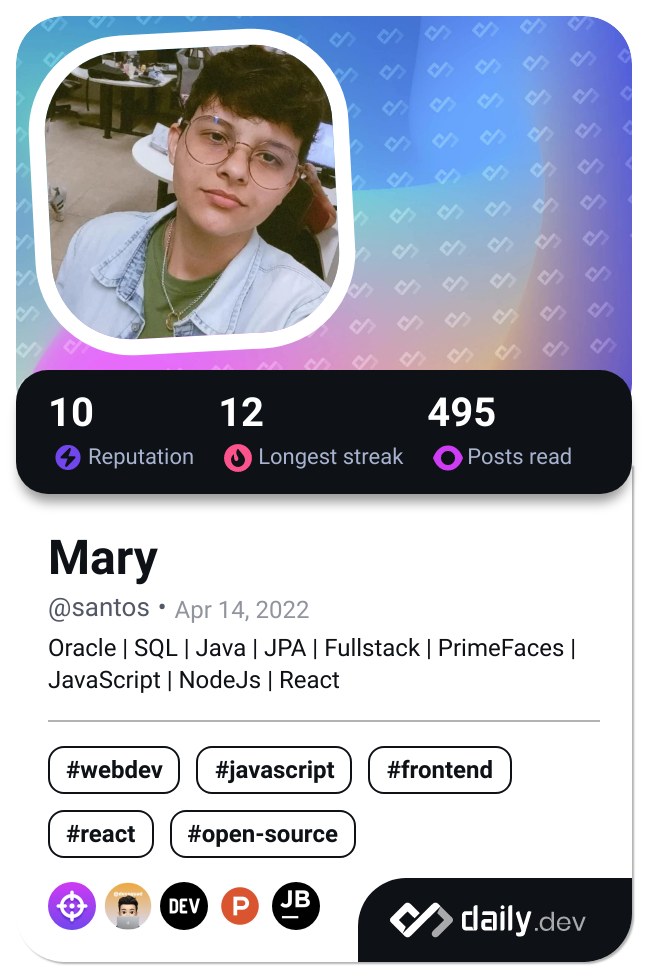 10 12 495
Reputation Longest streak Posts read
Mary
@santos • Apr 14, 2022
Oracle | SQL | Java | JPA | Fullstack | PrimeFaces |
JavaScript | NodeJs | React
#webdev #javascript #frontend
#react #open-source
DEV P JB daily.dev